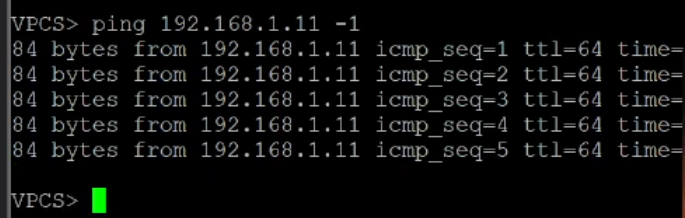 VPCS> ping 192.168.1.11 -1
84 bytes from 192.168.1.11 icmp_seq=1 ttl=64 time=
84 bytes from 192.168.1.11 icmp_seq=2 ttl=64 time=
84 bytes from 192.168.1.11 icmp_seq=3 ttl=64 time=
84 bytes from 192.168.1.11 icmp_seq=4 ttl=64 time=
84 bytes from 192.168.1.11 icmp_seq=5 ttl=64 time=
VPCS>